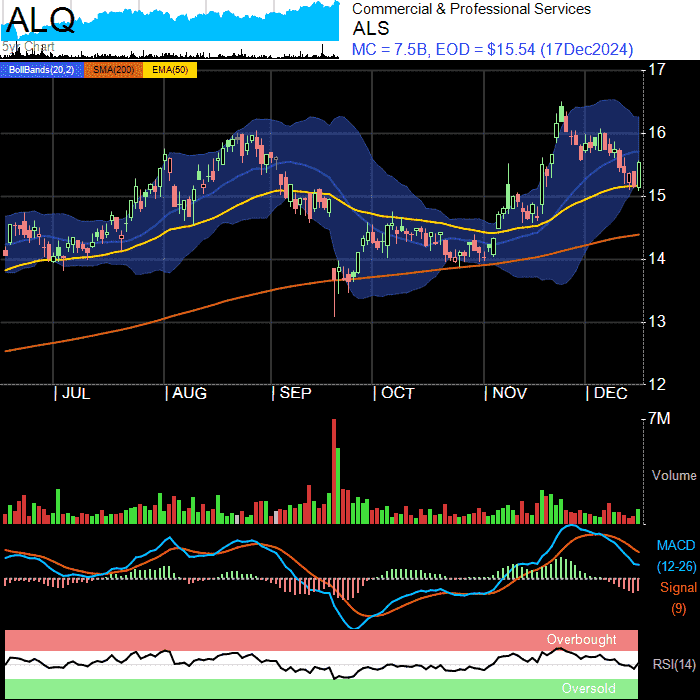 ALQ
5yr Chart
Commercial & Professional Services
ALS
MC = 7.5B, EOD = $15.54 (17Dec2024)
BollBands(20,2) SMA(200) EMA(50)
17
16
15
14
13
12
| JUL | AUG | SEP | OCT | NOV | DEC
7M
Volume
MACD
(12-26)
Signal
(9)
Overbought
RSI(14)
Oversold